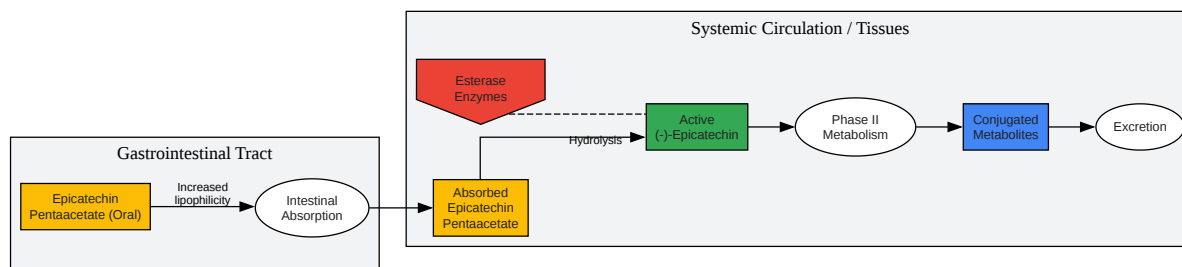 Systemic Circulation / Tissues
Esterase
Enzymes
Active
(-)-Epicatechin
Phase II
Metabolism
Conjugated
Metabolites
Excretion
Hydrolysis
Gastrointestinal Tract
Epicatechin
Pentaacetate (Oral)
Increased
lipophilicity
Intestinal
Absorption
Absorbed
Epicatechin
Pentaacetate